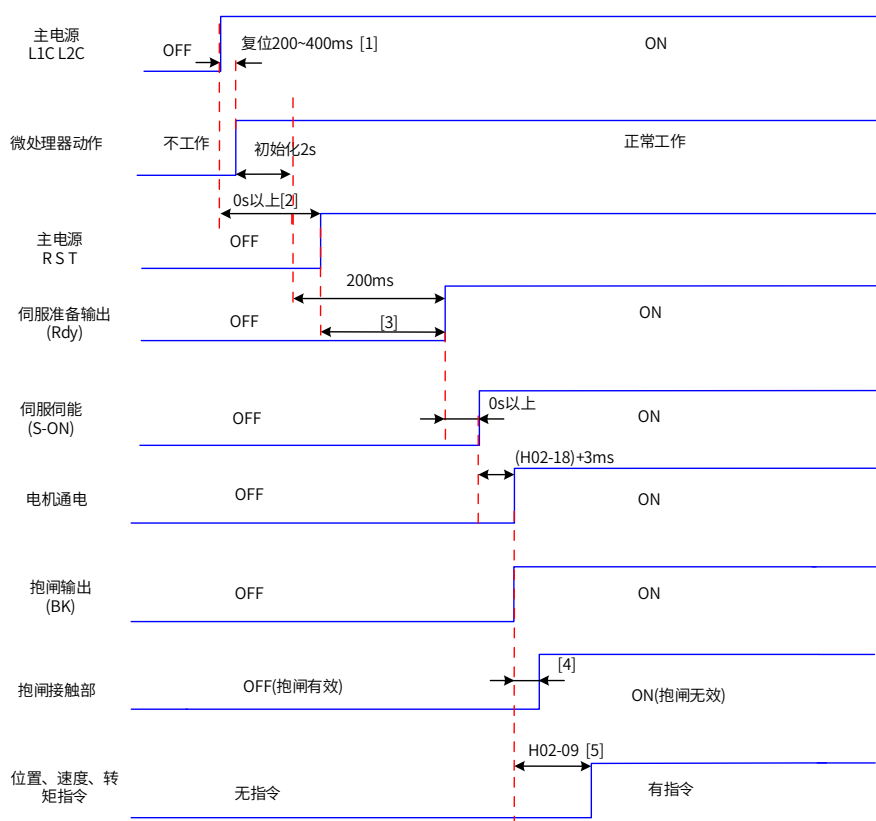 主电源
L1C L2C
OFF
复位200~400ms [1]
ON
微处理器动作
不工作
初始化2s
正常工作
0s以上[2]
主电源
R S T
OFF
200ms
伺服准备输出
(Rdy)
OFF
[3]
ON
伺服伺能
(S-ON)
OFF
0s以上
ON
(H02-18)+3ms
电机通电
OFF
ON
抱闸输出
(BK)
OFF
ON
抱闸接触部
OFF(抱闸有效)
[4]
ON(抱闸无效)
H02-09 [5]
位置、速度、转
矩指令
无指令
有指令